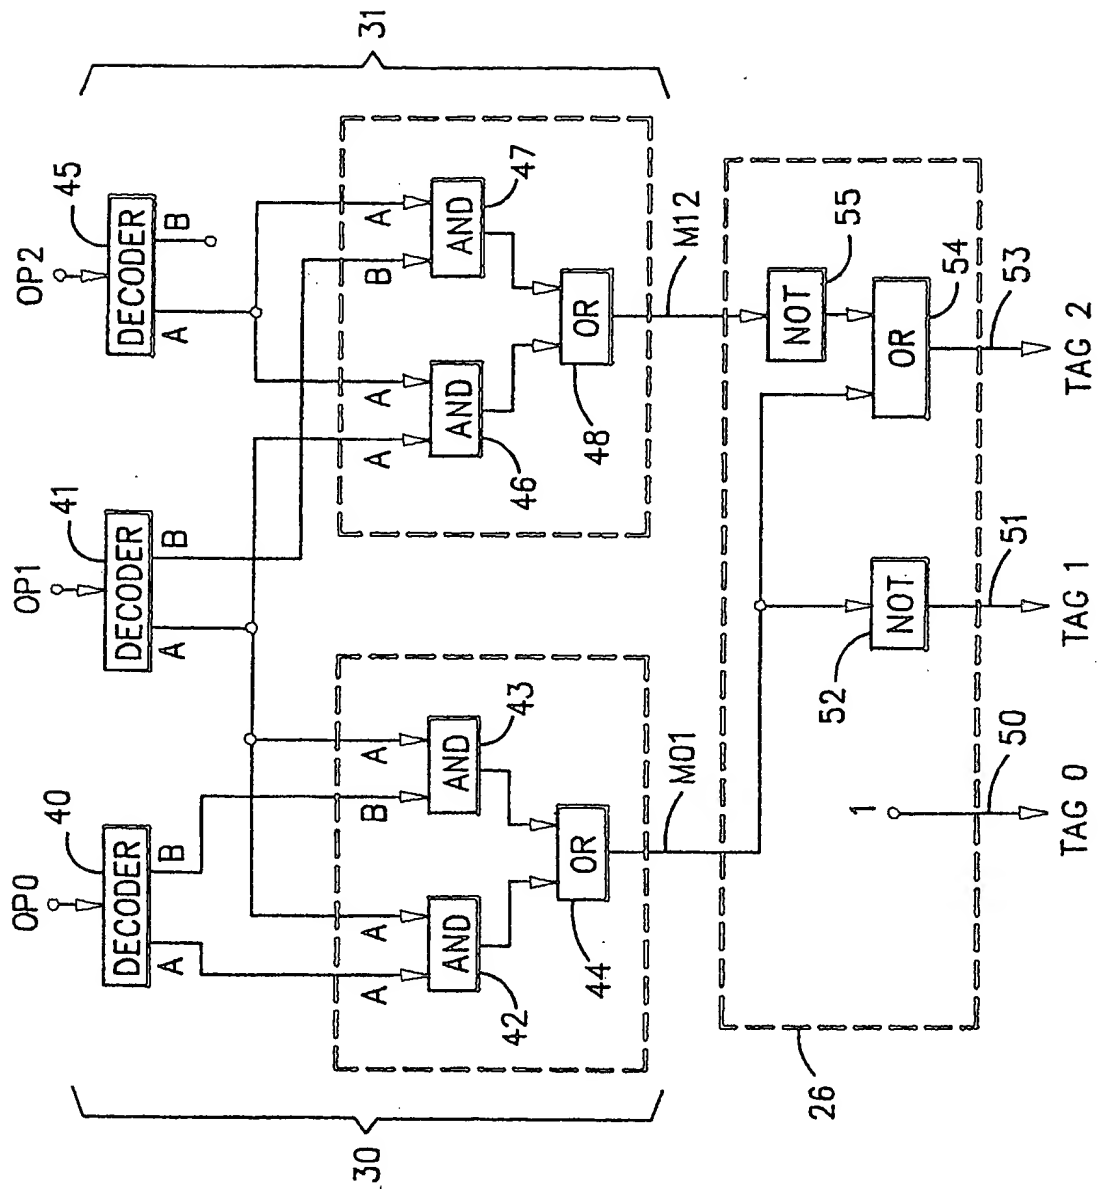 31
30
OP0
OP1
OP2
40
41
45
DECODER
DECODER
DECODER
A
B
A
B
A
B
A
A
B
A
A
A
B
A
AND
AND
AND
AND
42
43
46
47
OR
OR
44
48
M01
M12
26
1
NOT
NOT
OR
52
55
54
50
51
53
TAG 0
TAG 1
TAG 2